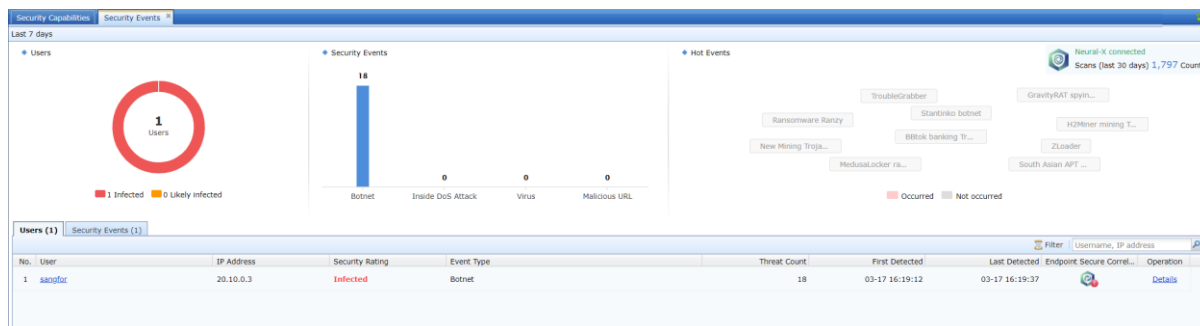 Security Capabilities Security Events ×
Last 7 days
Users
1
Users
1 Infected 0 Likely infected
Security Events
18
0
0
0
Botnet Inside DoS Attack Virus Malicious URL
Hot Events
Neural-X connected
Scans (last 30 days) 1,797 Count
TroubleGrabber
GravityRAT spyin...
Stantinko botnet
Ransomware Ranzy
H2Miner mining T...
BBtok banking Tr...
New Mining Troja...
ZLoader
MedusaLocker ra...
South Asian APT ...
Occurred Not occurred
Users (1) Security Events (1)
Filter Username, IP address
No. User IP Address Security Rating Event Type Threat Count First Detected Last Detected Endpoint Secure Correl... Operation
1 sangfor 20.10.0.3 Infected Botnet 18 03-17 16:19:12 03-17 16:19:37 Details